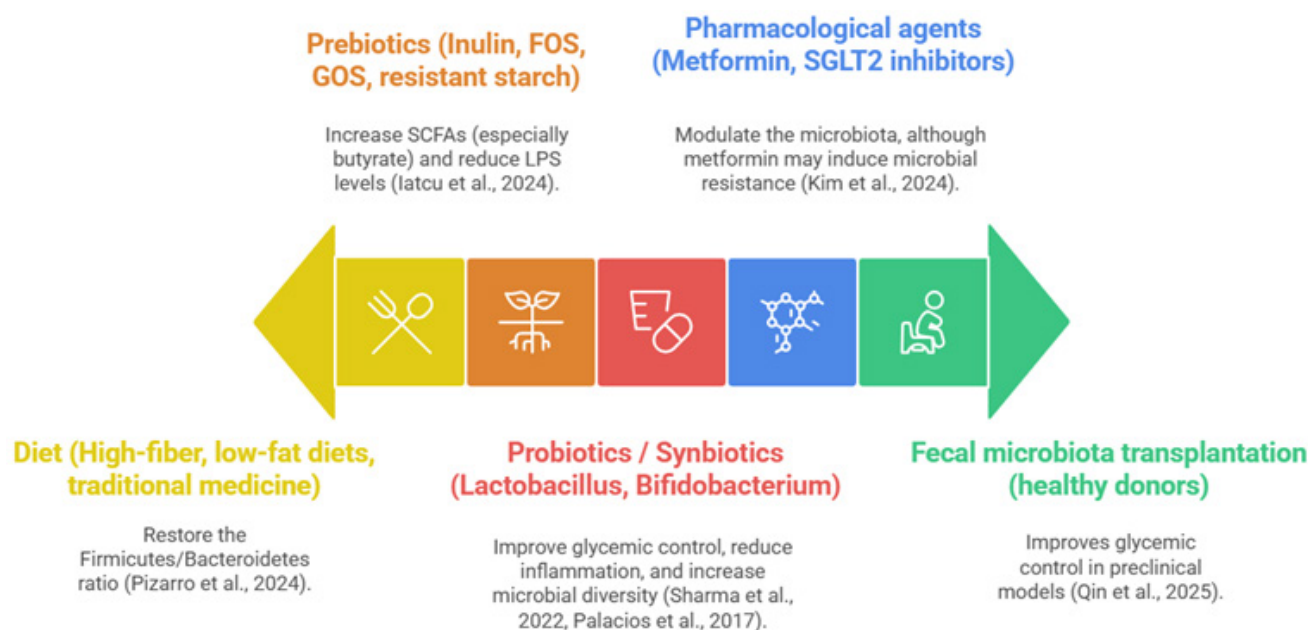 Prebiotics (Inulin, FOS,
GOS, resistant starch)
Increase SCFAs (especially
butyrate) and reduce LPS
levels (Iatcu et al., 2024).
Pharmacological agents
(Metformin, SGLT2 inhibitors)
Modulate the microbiota, although
metformin may induce microbial
resistance (Kim et al., 2024).
Diet (High-fiber, low-fat diets,
traditional medicine)
Restore the
Firmicutes/Bacteroidetes
ratio (Pizarro et al., 2024).
Probiotics / Synbiotics
(Lactobacillus, Bifidobacterium)
Improve glycemic control, reduce
inflammation, and increase
microbial diversity (Sharma et al.,
2022, Palacios et al., 2017).
Fecal microbiota transplantation
(healthy donors)
Improves glycemic
control in preclinical
models (Qin et al., 2025).